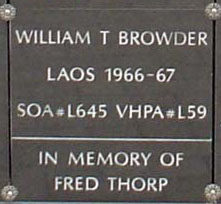 WILLIAM T BROWDER
LAOS 1966-67
SOA#L645 VHPA#L59
IN MEMORY OF
FRED THORP